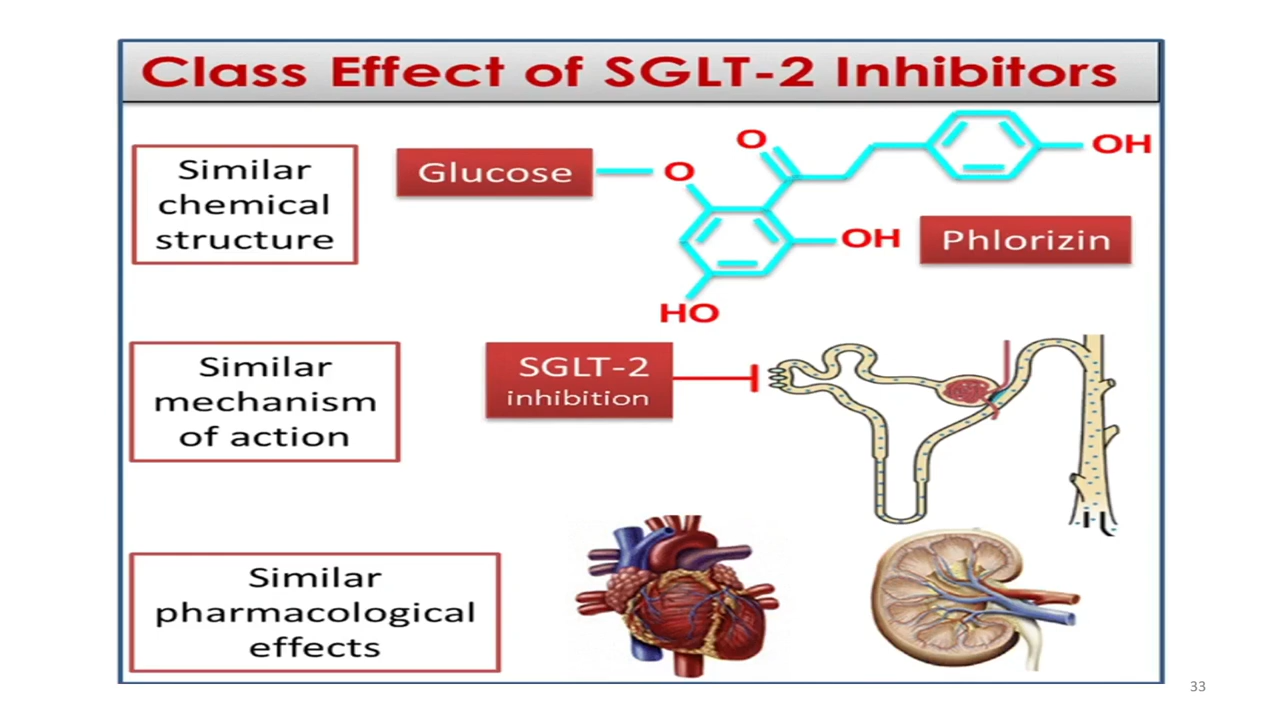 Class Effect of SGLT-2 Inhibitors
Similar
chemical
structure
Glucose
O
O
OH
OH
HO
Phlorizin
Similar
mechanism
of action
SGLT-2
inhibition
Similar
pharmacological
effects
33